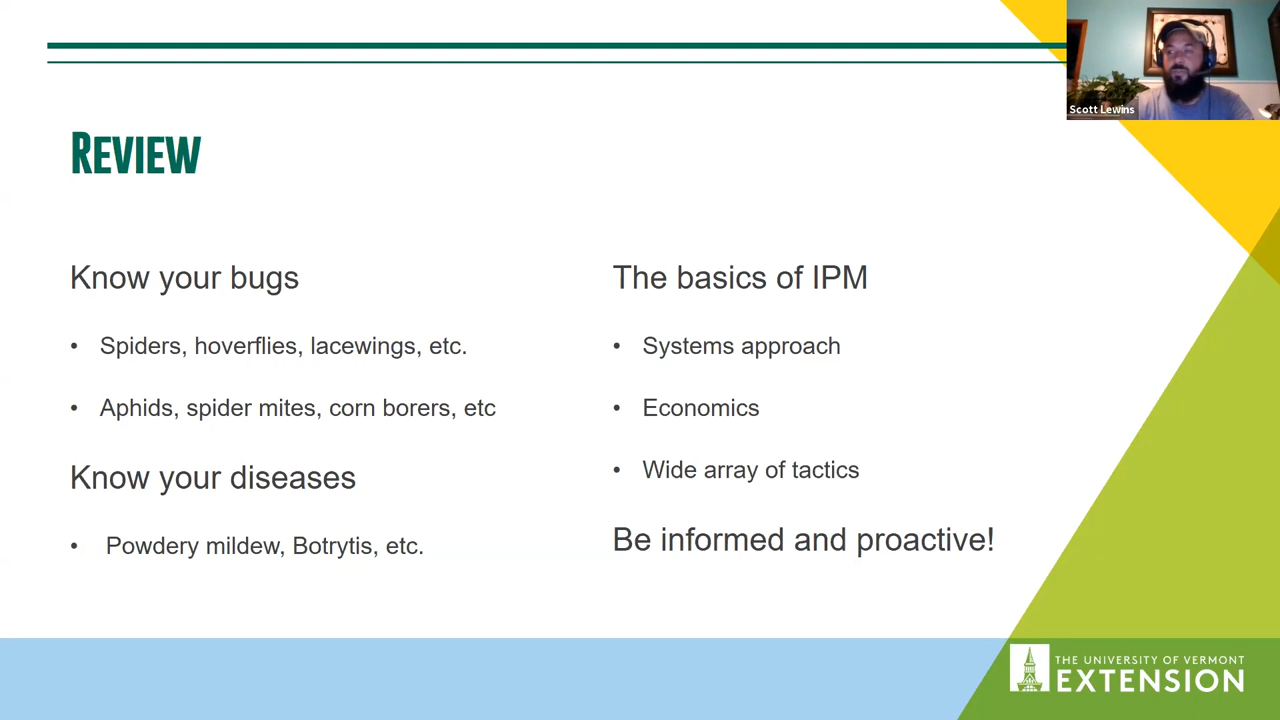 Scott Lewins
Review
Know your bugs
• Spiders, hoverflies, lacewings, etc.
• Aphids, spider mites, corn borers, etc
Know your diseases
• Powdery mildew, Botrytis, etc.
The basics of IPM
• Systems approach
• Economics
• Wide array of tactics
Be informed and proactive!
THE UNIVERSITY OF VERMONT
EXTENSION